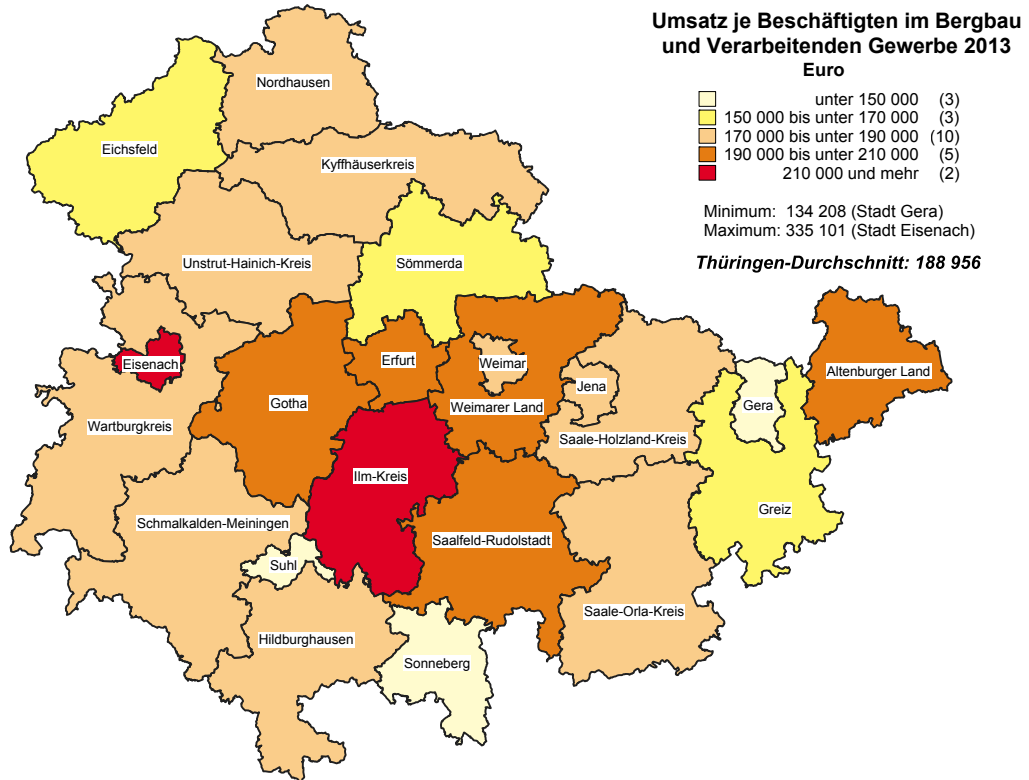 Umsatz je Beschäftigten im Bergbau
und Verarbeitenden Gewerbe 2013
Euro
unter 150 000 (3)
150 000 bis unter 170 000 (3)
170 000 bis unter 190 000 (10)
190 000 bis unter 210 000 (5)
210 000 und mehr (2)
Minimum: 134 208 (Stadt Gera)
Maximum: 335 101 (Stadt Eisenach)
Thüringen-Durchschnitt: 188 956
Nordhausen
Eichsfeld
Kyffhäuserkreis
Unstrut-Hainich-Kreis
Sömmerda
Eisenach
Erfurt
Weimar
Altenburger Land
Jena
Gotha
Weimarer Land
Gera
Wartburgkreis
Saale-Holzland-Kreis
Ilm-Kreis
Greiz
Schmalkalden-Meiningen
Saalfeld-Rudolstadt
Suhl
Saale-Orla-Kreis
Hildburghausen
Sonneberg